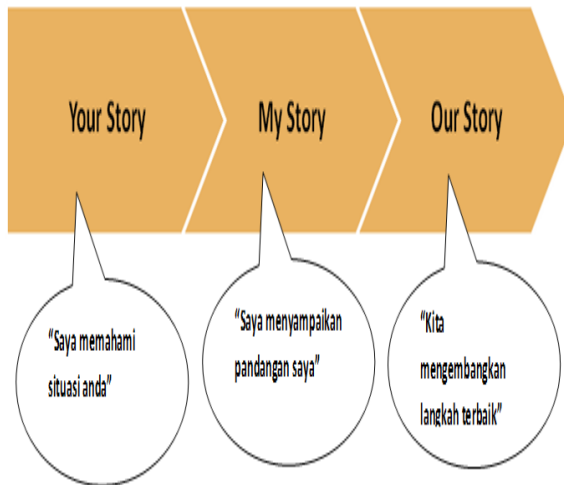 Your Story
My Story
Our Story
“Saya memahami
situasi anda”
“Saya menyampaikan
pandangan saya”
“Kita
mengembangkan
langkah terbaik”